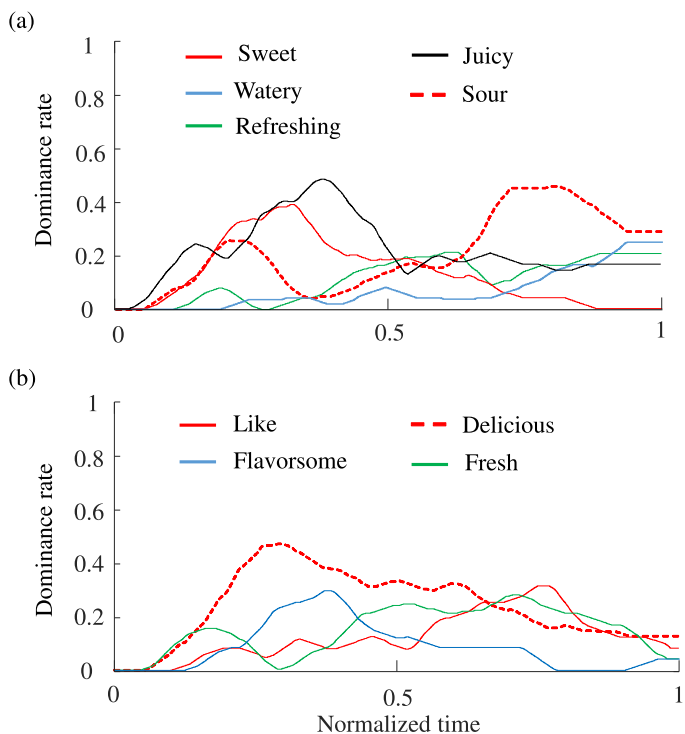 (a)
1
Sweet
Juicy
0.8
Watery
Sour
Refreshing
0.6
Dominance rate
0.4
0.2
0
0
0.5
1
(b)
1
Like
Delicious
0.8
Flavorsome
Fresh
0.6
Dominance rate
0.4
0.2
0
0
0.5
1
Normalized time